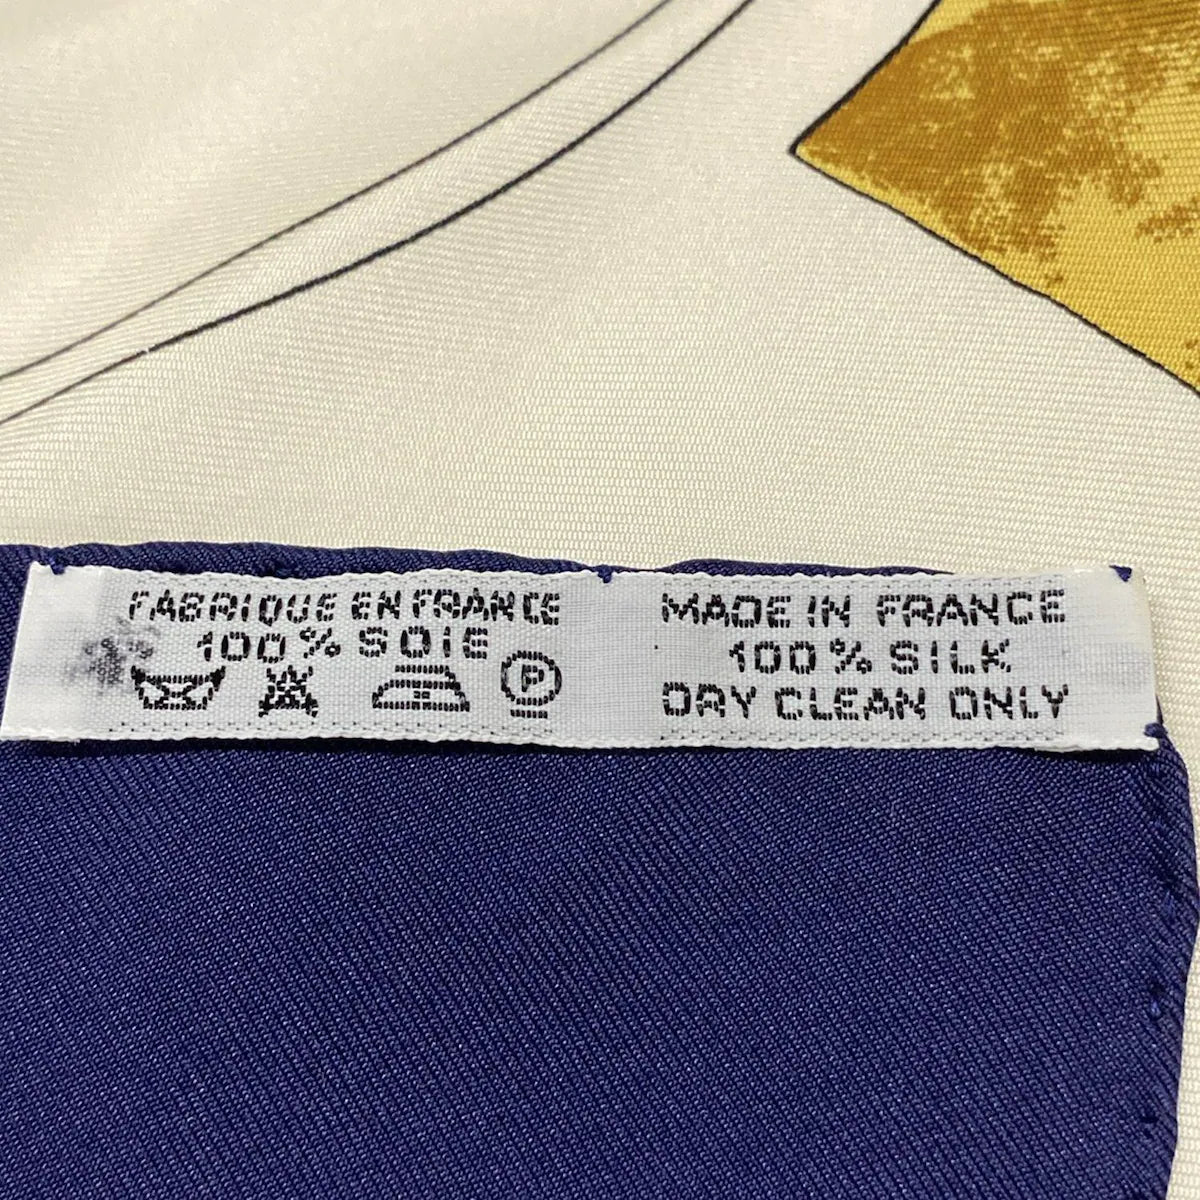 FABRIQUE EN FRANCE
100% SOIE
P
MADE IN FRANCE
100% SILK
DRY CLEAN ONLY